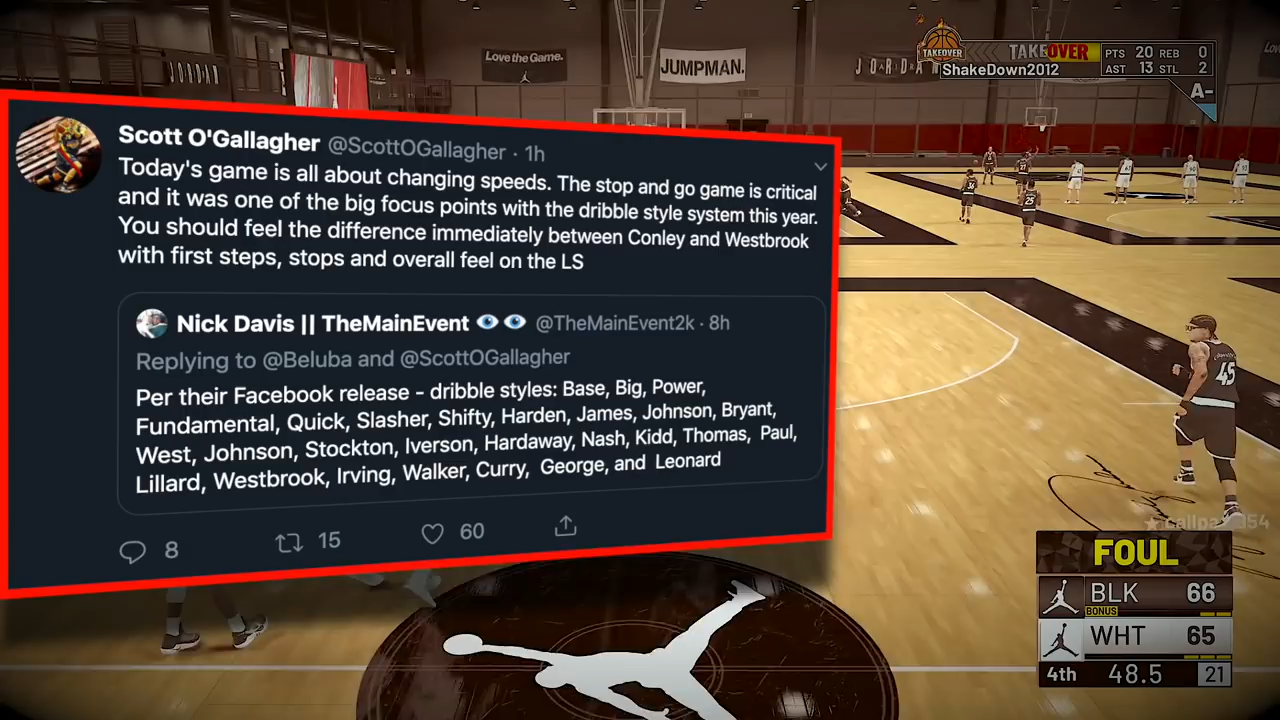 Love the Game.
JUMPMAN.
JORDAN
JORDAN
TAKEOVER
TAKEOVER
PTS 20 REB 0
AST 13 STL 2
ShakeDown2012
A-
Scott O'Gallagher @ScottOGallagher · 1h
Today's game is all about changing speeds. The stop and go game is critical
and it was one of the big focus points with the dribble style system this year.
You should feel the difference immediately between Conley and Westbrook
with first steps, stops and overall feel on the LS
Nick Davis || TheMainEvent 👀 @TheMainEvent2k · 8h
Replying to @Beluba and @ScottOGallagher
Per their Facebook release - dribble styles: Base, Big, Power,
Fundamental, Quick, Slasher, Shifty, Harden, James, Johnson, Bryant,
West, Johnson, Stockton, Iverson, Hardaway, Nash, Kidd, Thomas, Paul,
Lillard, Westbrook, Irving, Walker, Curry, George, and Leonard
8 15 60
45
25
FOUL
BLK 66
BONUS
WHT 65
4th 48.5 21